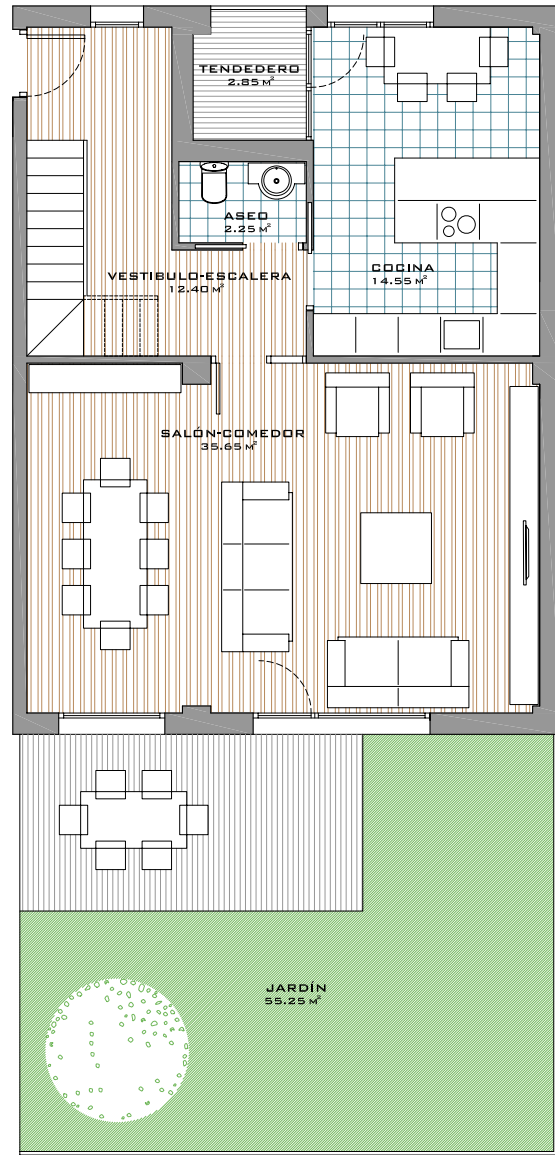 TENDEDERO
2.85 M²
ASEO
2.25 M²
VESTIBULO-ESCALERA
12.40 M²
COCINA
14.55 M²
SALÓN-COMEDOR
35.65 M²
JARDÍN
55.25 M²